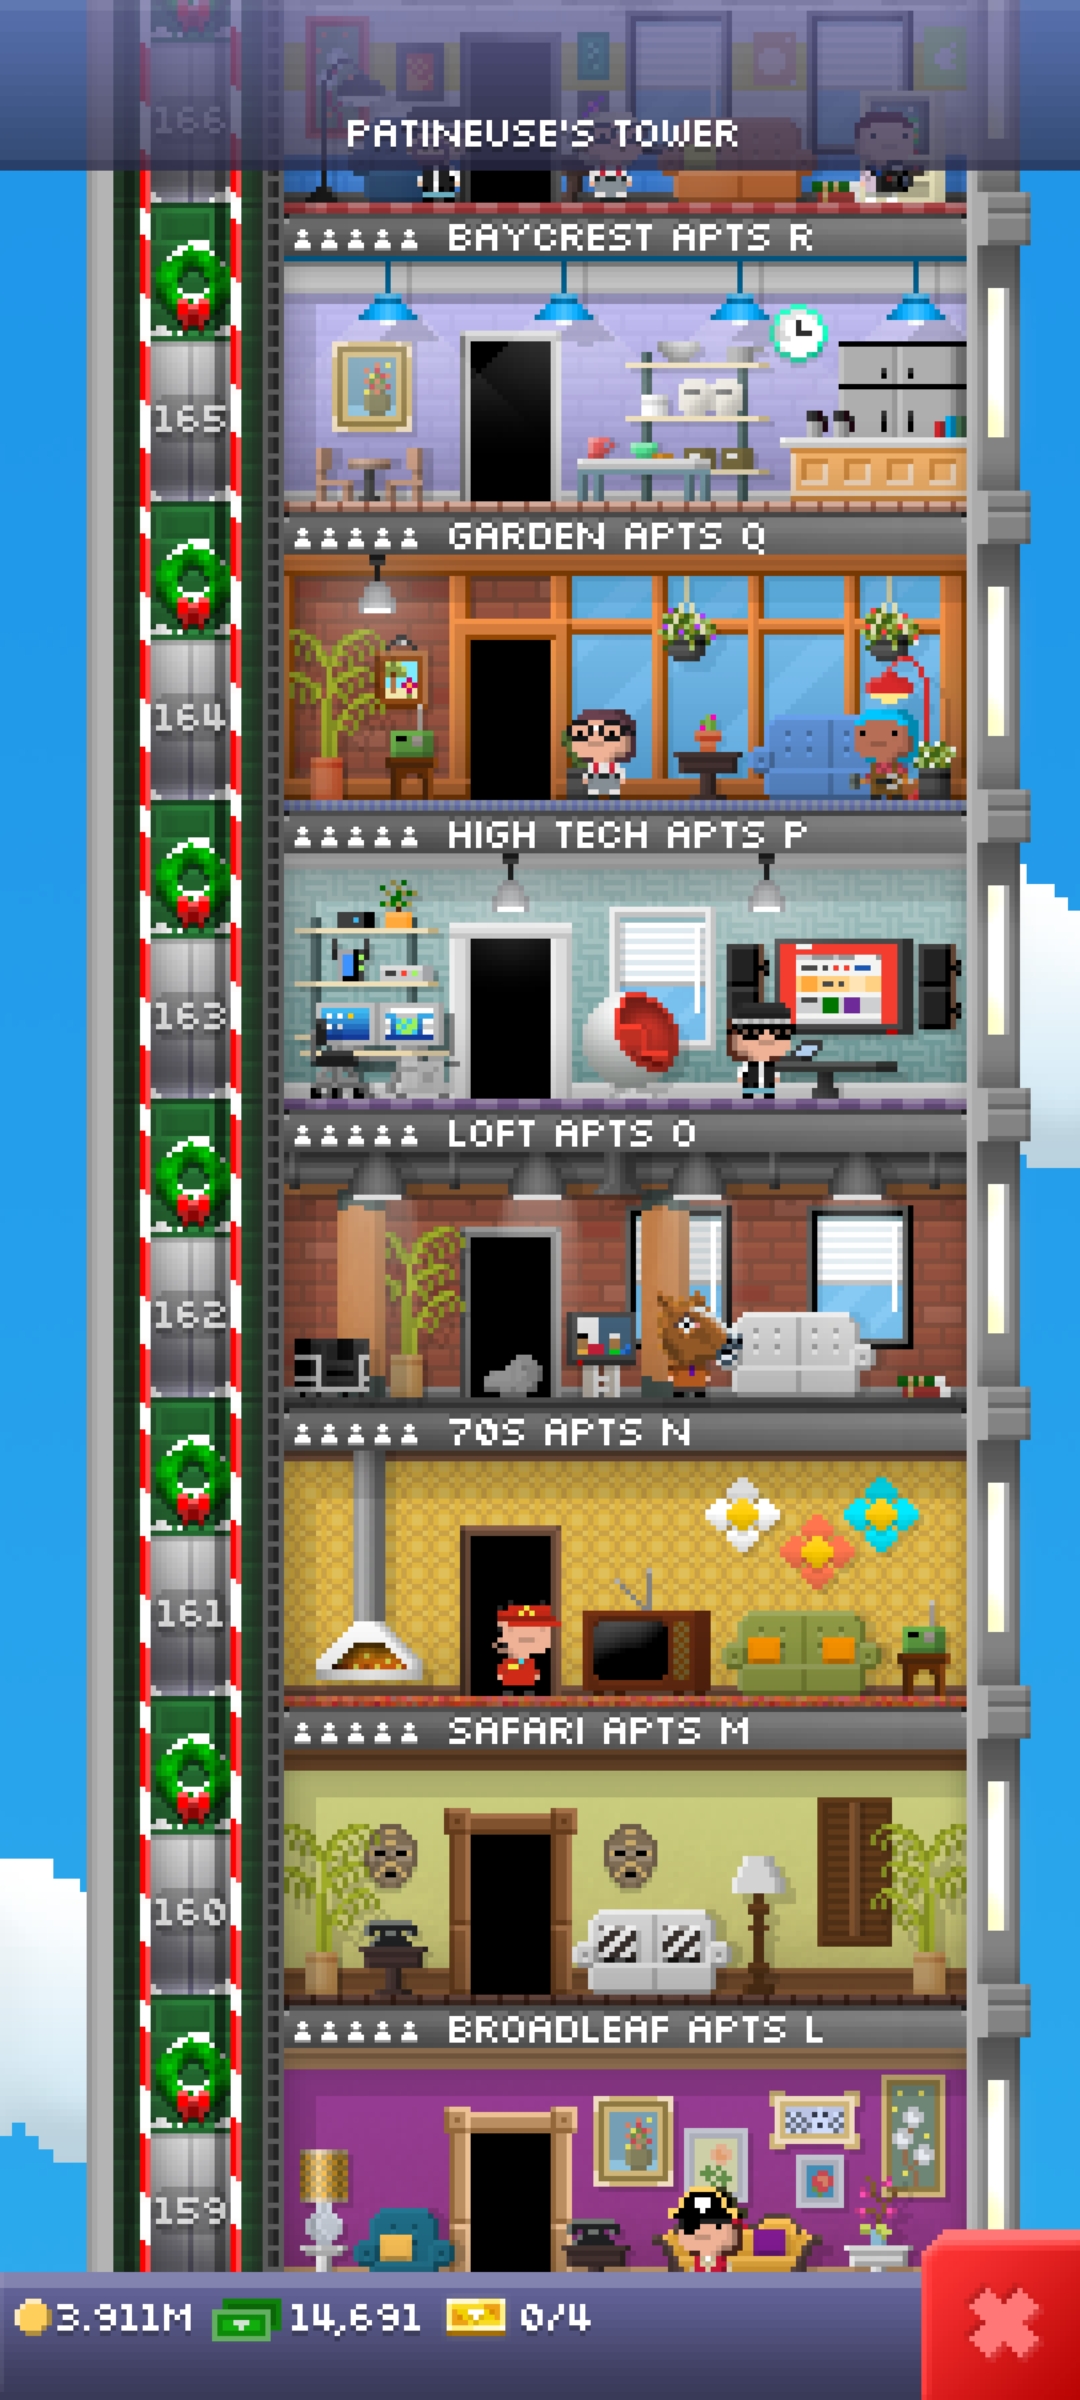 166
PATINEUSE'S TOWER
BAYCREST APTS R
165
GARDEN APTS Q
164
HIGH TECH APTS P
163
LOFT APTS O
162
70S APTS N
161
SAFARI APTS M
160
BROADLEAF APTS L
159
3.911M 14,691 0/4